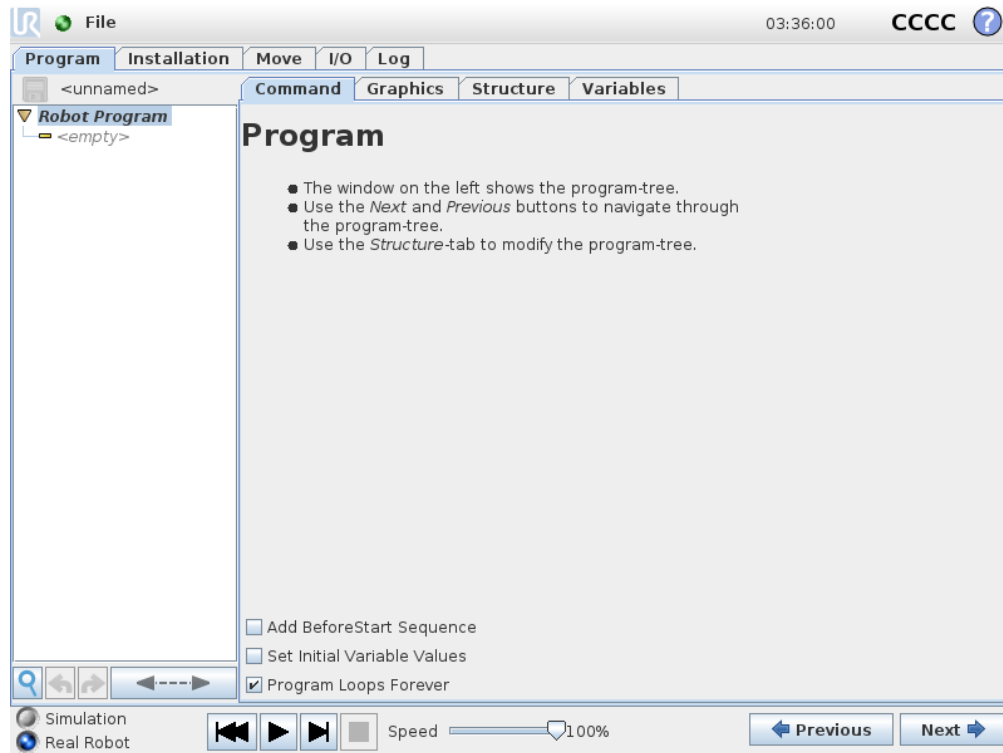 UR File 03:36:00 CCCC ?
Program Installation Move I/O Log
<unnamed> Command Graphics Structure Variables
Robot Program
<empty>
Program
The window on the left shows the program-tree.
Use the Next and Previous buttons to navigate through
the program-tree.
Use the Structure-tab to modify the program-tree.
Add BeforeStart Sequence
Set Initial Variable Values
Program Loops Forever
Simulation
Real Robot
Speed 100%
Previous Next